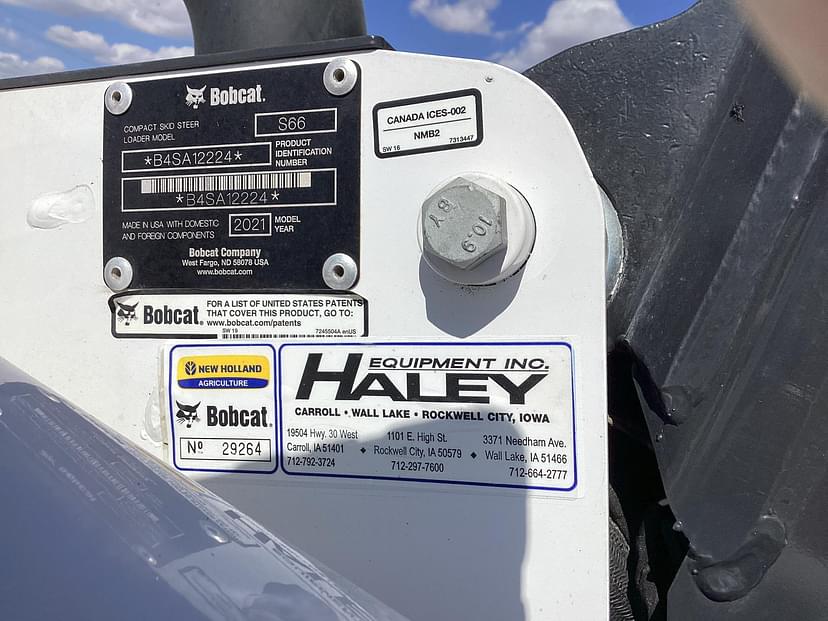 Bobcat.
COMPACT SKID STEER
LOADER MODEL
S66
*B4SA12224*
PRODUCT
IDENTIFICATION
NUMBER
*B4SA12224*
MADE IN USA WITH DOMESTIC
AND FOREIGN COMPONENTS
2021
MODEL
YEAR
Bobcat Company
West Fargo, ND 58078 USA
www.bobcat.com
CANADA ICES-002
NMB2
SW 16 7313447
10.9
BY
Bobcat.
FOR A LIST OF UNITED STATES PATENTS
THAT COVER THIS PRODUCT, GO TO:
www.bobcat.com/patents
SW 19 7245504A enUS
NEW HOLLAND
AGRICULTURE
Bobcat
Nº 29264
EQUIPMENT INC.
HALEY
CARROLL • WALL LAKE • ROCKWELL CITY, IOWA
19504 Hwy. 30 West
Carroll, IA 51401
712-792-3724
1101 E. High St.
Rockwell City, IA 50579
712-297-7600
3371 Needham Ave.
Wall Lake, IA 51466
712-664-2777